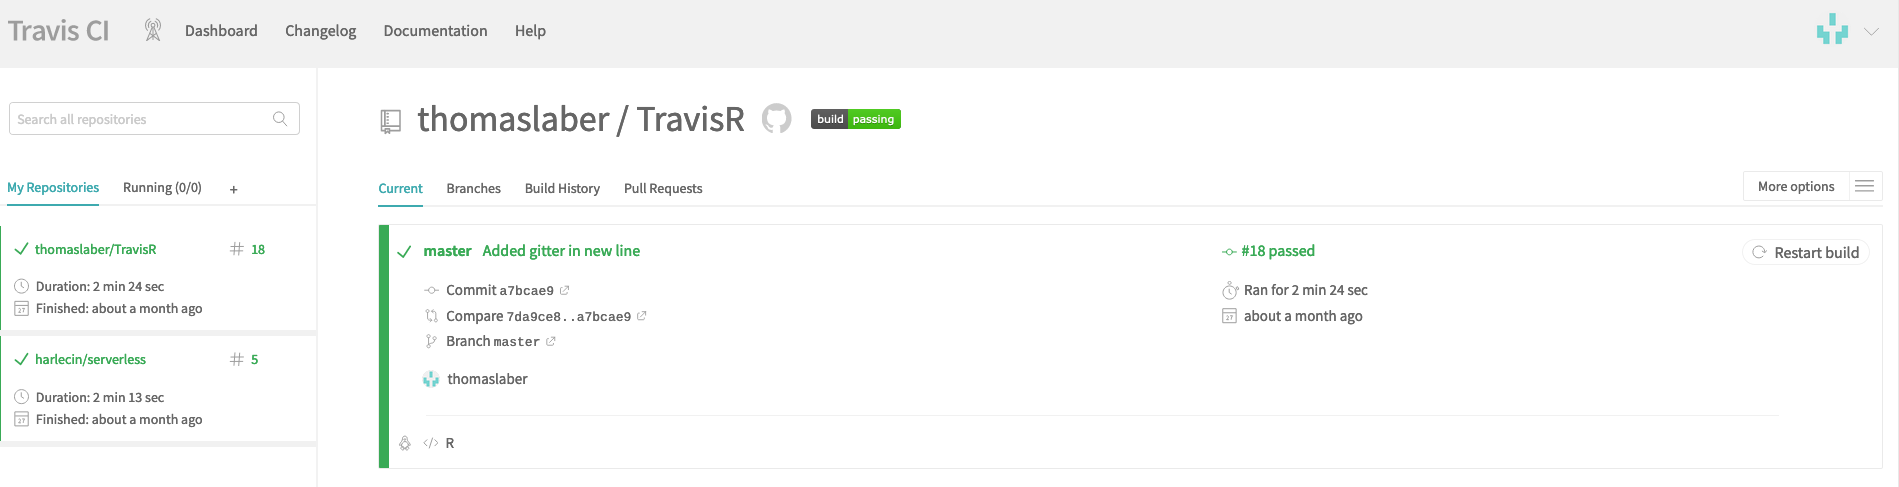 Travis CI Dashboard Changelog Documentation Help
Search all repositories
My Repositories Running (0/0) +
thomaslaber/TravisR # 18
Duration: 2 min 24 sec
27 Finished: about a month ago
harlecin/serverless # 5
Duration: 2 min 13 sec
27 Finished: about a month ago
thomaslaber / TravisR build passing
Current Branches Build History Pull Requests More options
master Added gitter in new line #18 passed Restart build
Commit a7bcae9 Ran for 2 min 24 sec
Compare 7da9ce8..a7bcae9 27 about a month ago
Branch master
thomaslaber
</> R